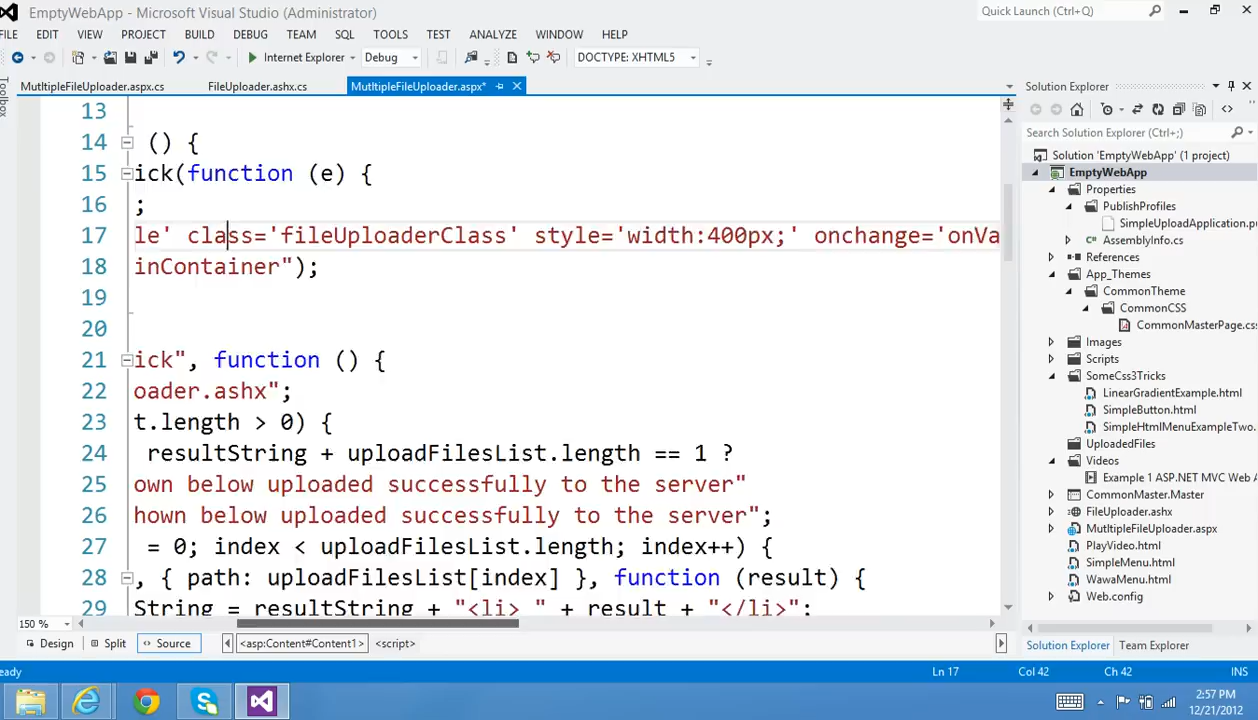 EmptyWebApp - Microsoft Visual Studio (Administrator)
Quick Launch (Ctrl+Q)
FILE EDIT VIEW PROJECT BUILD DEBUG TEAM SQL TOOLS TEST ANALYZE WINDOW HELP
Internet Explorer Debug DOCTYPE: XHTML5
MutltipleFileUploader.aspx.cs FileUploader.ashx.cs MutltipleFileUploader.aspx*
Toolbox
13
14 () {
15 ick(function (e) {
16 ;
17 le' class='fileUploaderClass' style='width:400px;' onchange='onVa
18 inContainer");
19
20
21 ick", function () {
22 oader.ashx";
23 t.length > 0) {
24 resultString + uploadFilesList.length == 1 ?
25 own below uploaded successfully to the server"
26 hown below uploaded successfully to the server";
27 = 0; index < uploadFilesList.length; index++) {
28 , { path: uploadFilesList[index] }, function (result) {
29 String = resultString + "<li> " + result + "</li>";
150 %
Design Split Source <asp:Content#Content1> <script>
Solution Explorer
Search Solution Explorer (Ctrl+;)
Solution 'EmptyWebApp' (1 project)
EmptyWebApp
Properties
PublishProfiles
SimpleUploadApplication.p
AssemblyInfo.cs
References
App_Themes
CommonTheme
CommonCSS
CommonMasterPage.cs
Images
Scripts
SomeCss3Tricks
LinearGradientExample.html
SimpleButton.html
SimpleHtmlMenuExampleTwo.
UploadedFiles
Videos
Example 1 ASP.NET MVC Web A
CommonMaster.Master
FileUploader.ashx
MutltipleFileUploader.aspx
PlayVideo.html
SimpleMenu.html
WawaMenu.html
Web.config
Solution Explorer Team Explorer
eady Ln 17 Col 42 Ch 42 INS
2:57 PM
12/21/2012